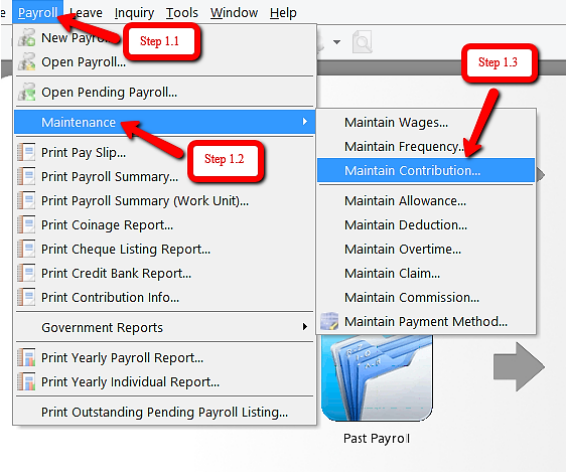 e Payroll Leave Inquiry Tools Window Help
New Payroll...
Step 1.1
Open Payroll...
Step 1.3
Open Pending Payroll...
Maintenance
Maintain Wages...
Maintain Frequency...
Print Pay Slip...
Step 1.2
Maintain Contribution...
Print Payroll Summary...
Print Payroll Summary (Work Unit)...
Maintain Allowance...
Print Coinage Report...
Maintain Deduction...
Print Cheque Listing Report...
Maintain Overtime...
Print Credit Bank Report...
Maintain Claim...
Print Contribution Info...
Maintain Commission...
Government Reports
Maintain Payment Method...
Print Yearly Payroll Report...
Print Yearly Individual Report...
Print Outstanding Pending Payroll Listing...
Past Payroll